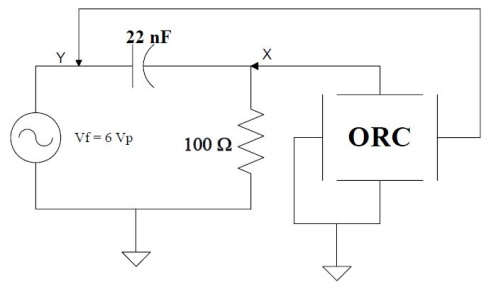 22 nF
Y
X
Vf = 6 Vp
100 Ω
ORC